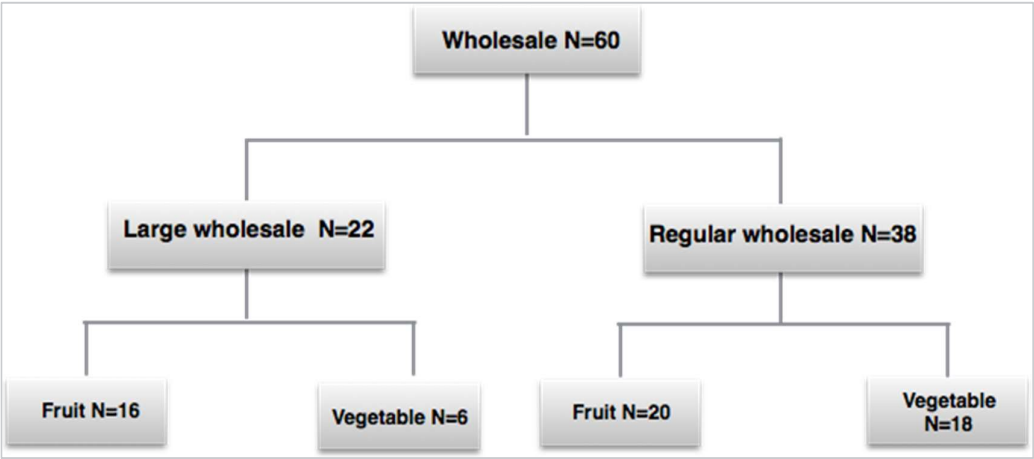 Wholesale N=60
Large wholesale N=22
Regular wholesale N=38
Fruit N=16
Vegetable N=6
Fruit N=20
Vegetable
N=18